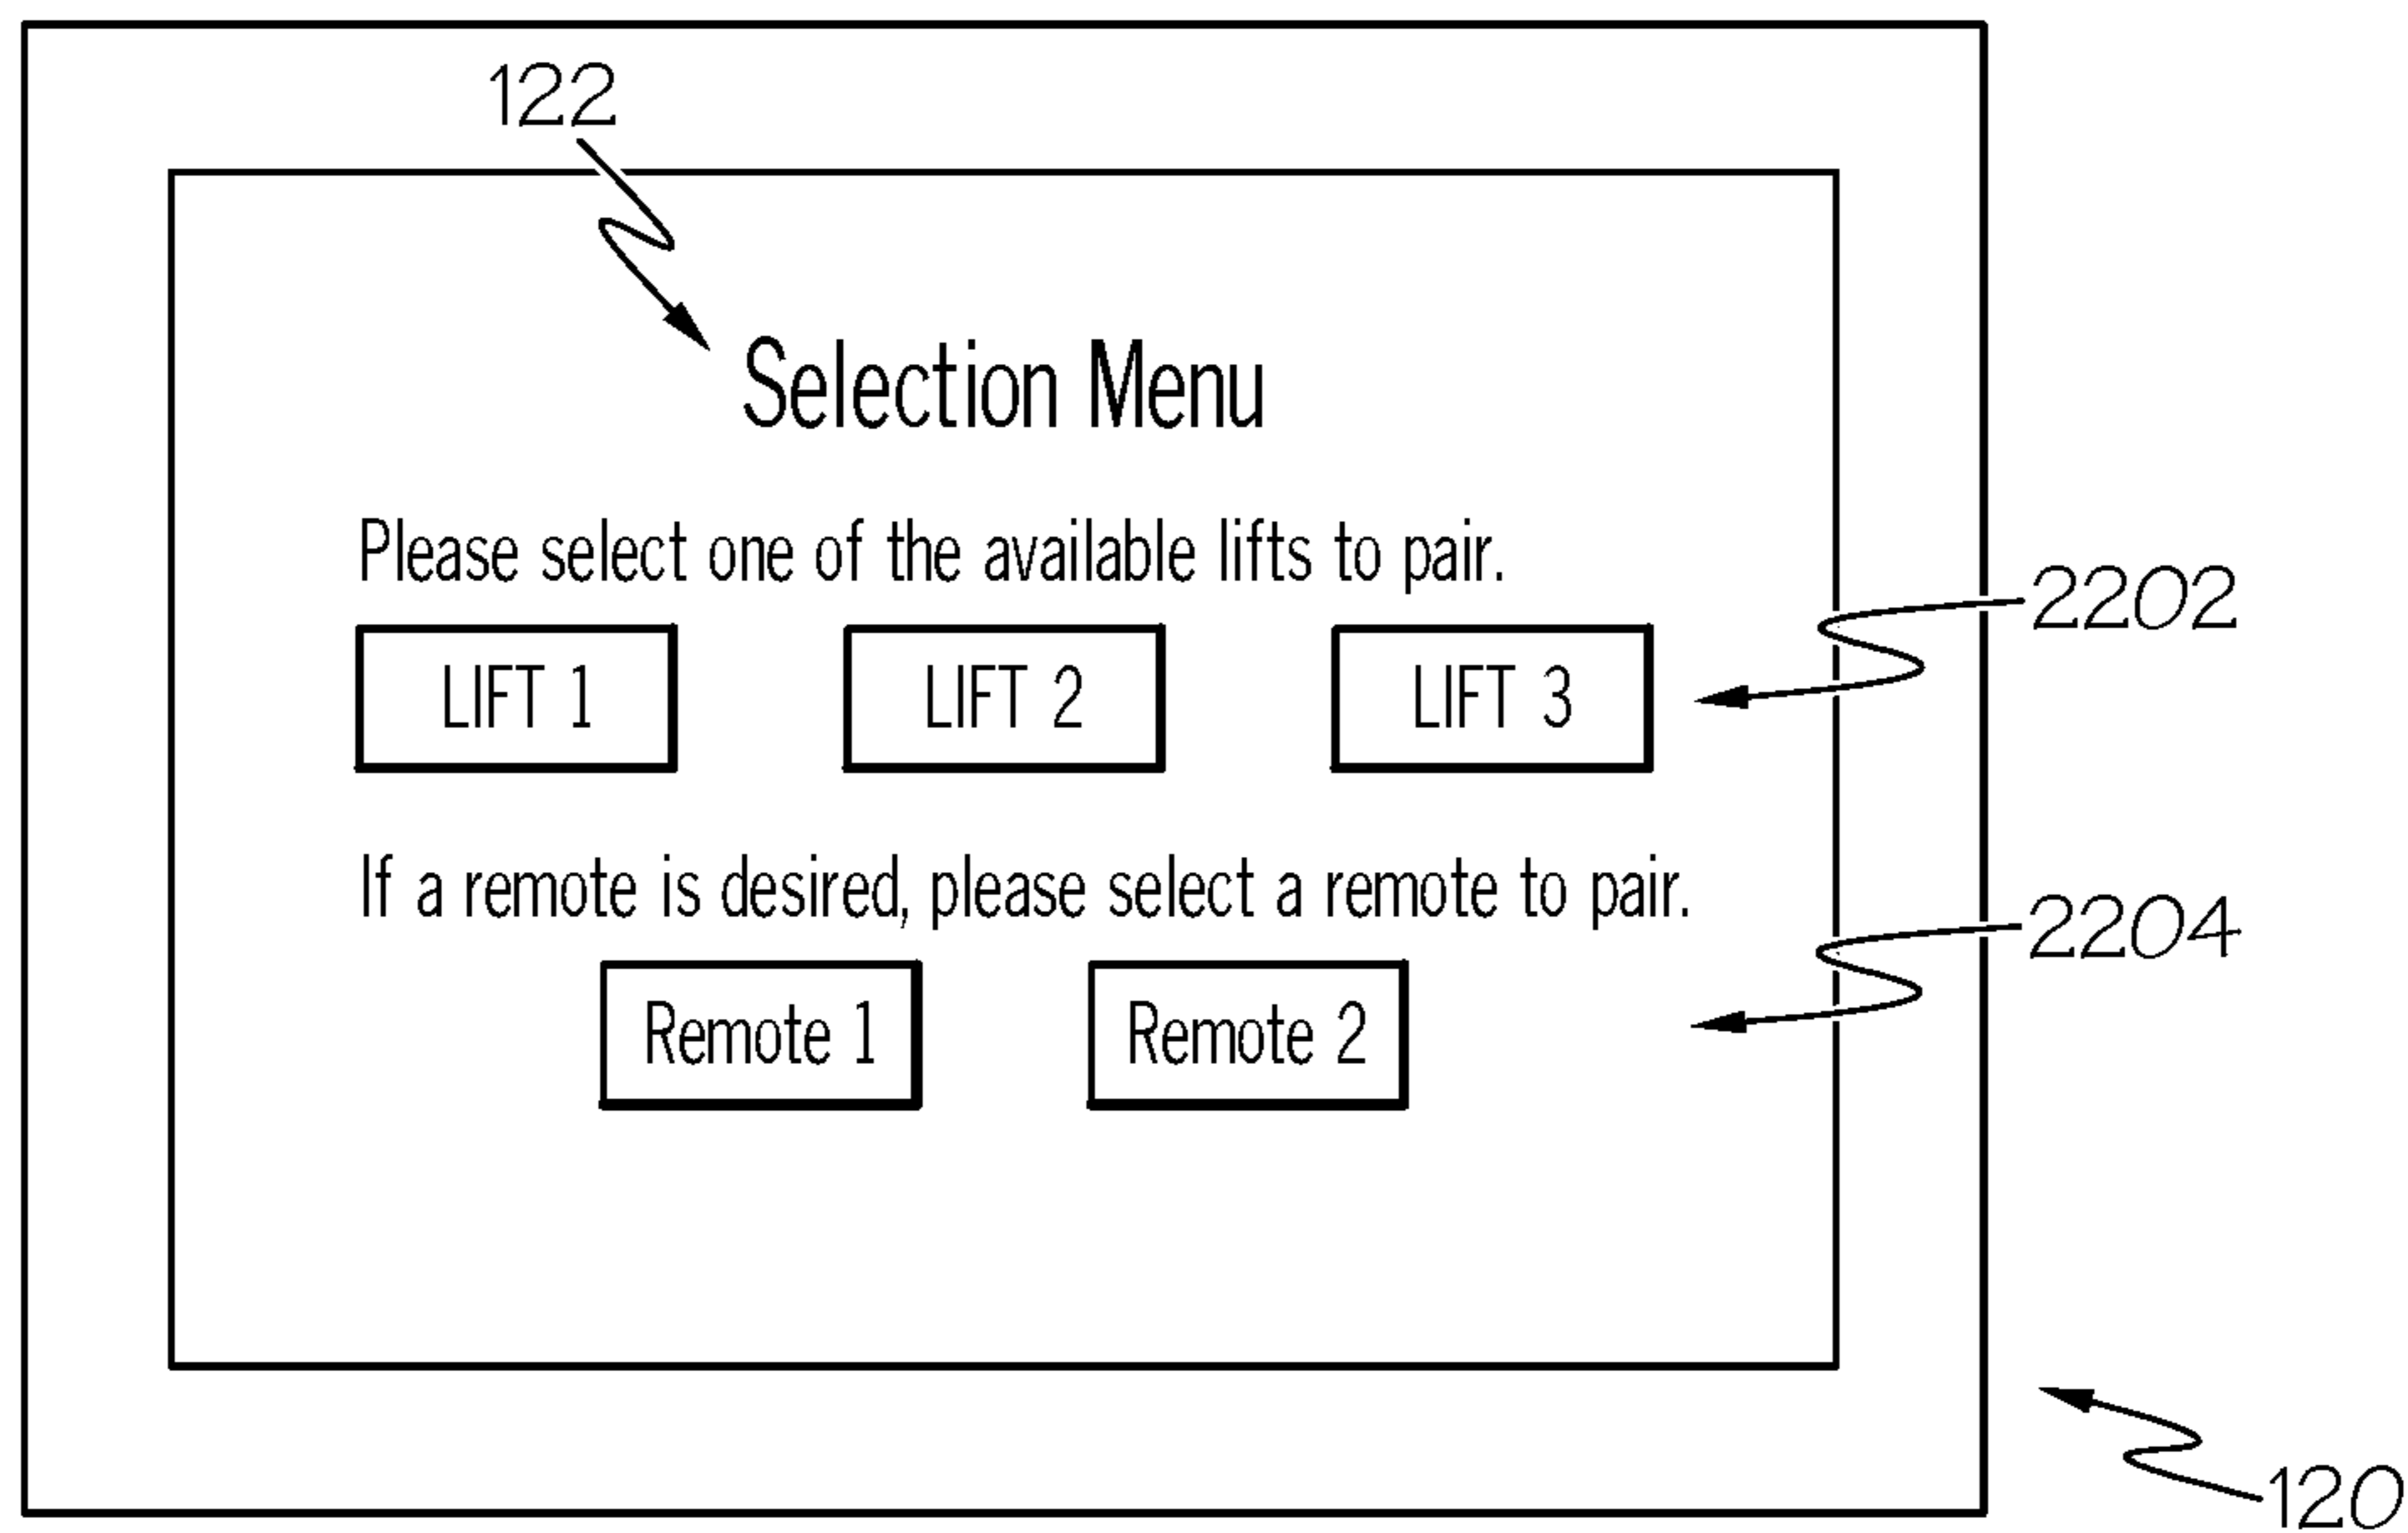 122
Selection Menu
Please select one of the available lifts to pair.
2202
LIFT 1 LIFT 2 LIFT 3
If a remote is desired, please select a remote to pair.
2204
Remote 1 Remote 2
120